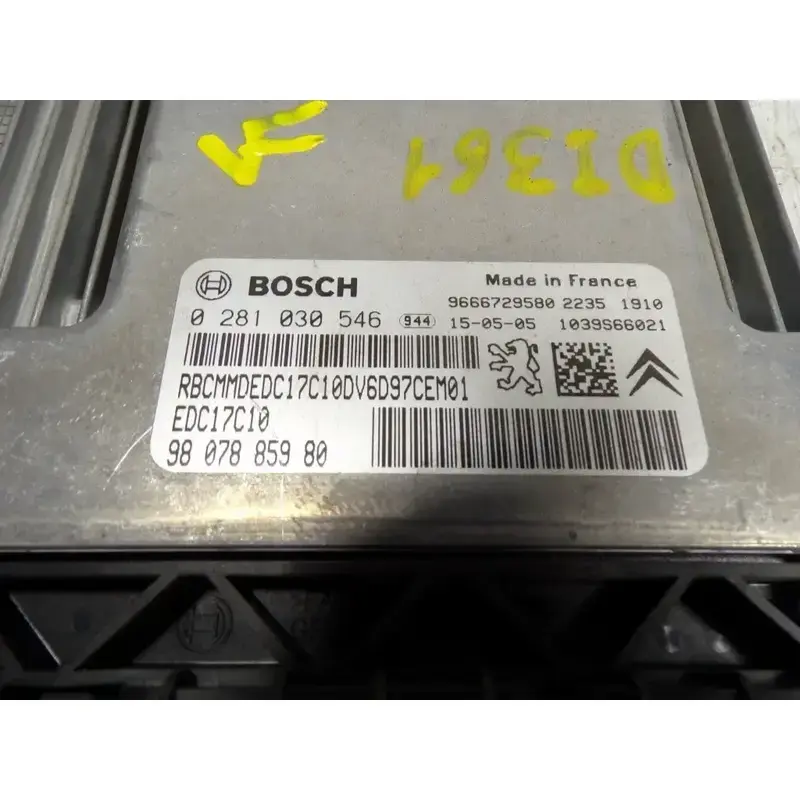 DI361
BOSCH Made in France
9666729580 2235 1910
0 281 030 546 944 15-05-05 1039S66021
RBCMMDEDC17C10DV6D97CEM01
EDC17C10
98 078 859 80